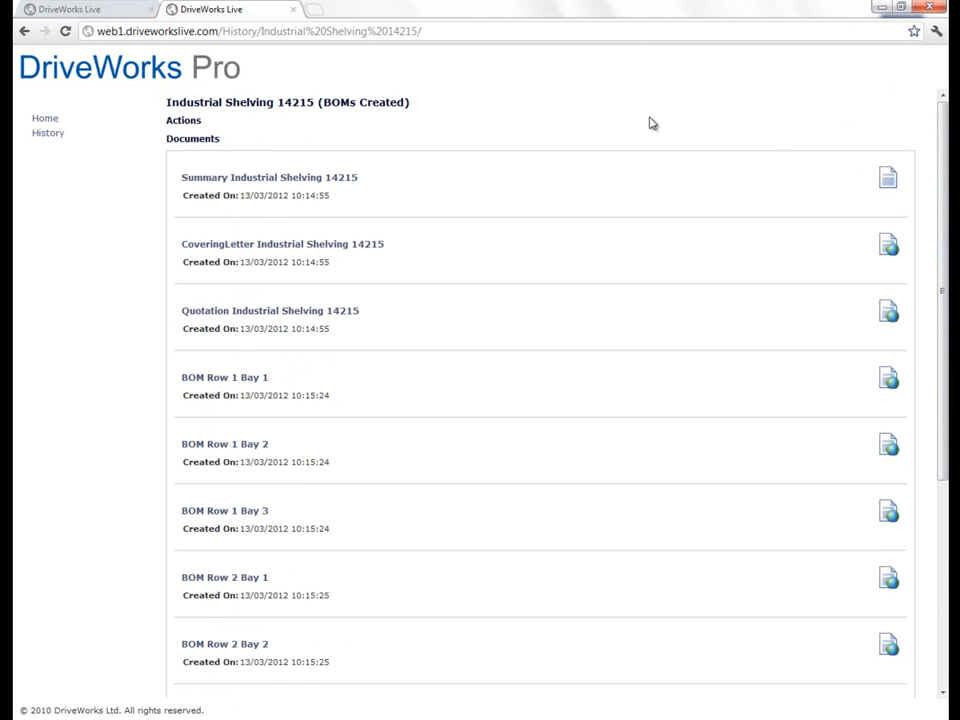 DriveWorks Live
DriveWorks Live
web1.driveworkslive.com/History/Industrial%20Shelving%2014215/
DriveWorks Pro
Home
History
Industrial Shelving 14215 (BOMs Created)
Actions
Documents
Summary Industrial Shelving 14215
Created On: 13/03/2012 10:14:55
CoveringLetter Industrial Shelving 14215
Created On: 13/03/2012 10:14:55
Quotation Industrial Shelving 14215
Created On: 13/03/2012 10:14:55
BOM Row 1 Bay 1
Created On: 13/03/2012 10:15:24
BOM Row 1 Bay 2
Created On: 13/03/2012 10:15:24
BOM Row 1 Bay 3
Created On: 13/03/2012 10:15:24
BOM Row 2 Bay 1
Created On: 13/03/2012 10:15:25
BOM Row 2 Bay 2
Created On: 13/03/2012 10:15:25
© 2010 DriveWorks Ltd. All rights reserved.